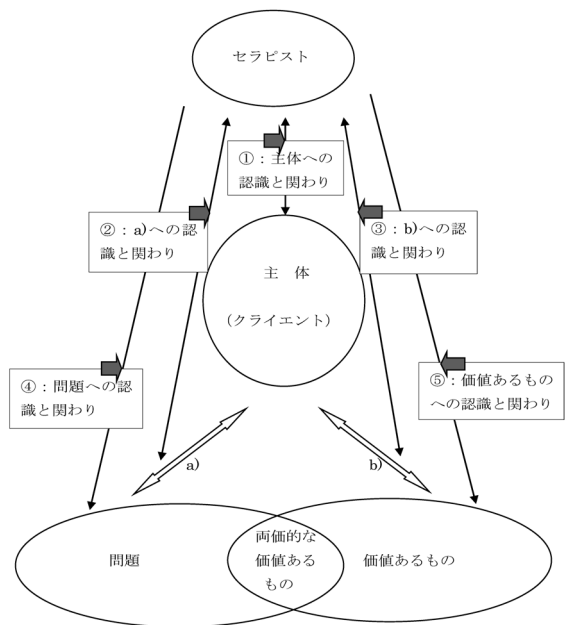 セラピスト
①：主体への
認識と関わり
②：a)への認
識と関わり
③：b)への認
識と関わり
主　体
（クライエント）
④：問題への認
識と関わり
⑤：価値あるもの
への認識と関わり
a)
b)
問題
両価的な
価値ある
もの
価値あるもの